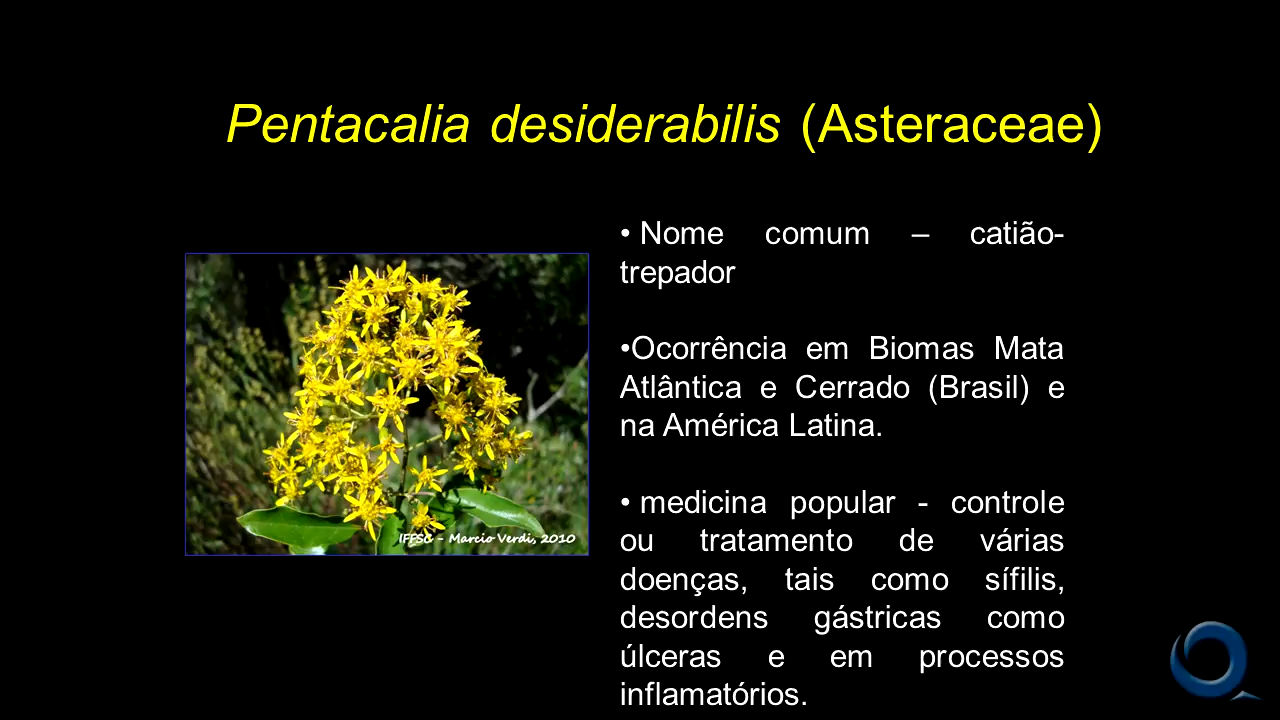 Pentacalia desiderabilis (Asteraceae)
• Nome comum – catião-
trepador
•Ocorrência em Biomas Mata
Atlântica e Cerrado (Brasil) e
na América Latina.
• medicina popular - controle
ou tratamento de várias
doenças, tais como sífilis,
desordens gástricas como
úlceras e em processos
inflamatórios.
IFFSC - Marcio Verdi, 2010